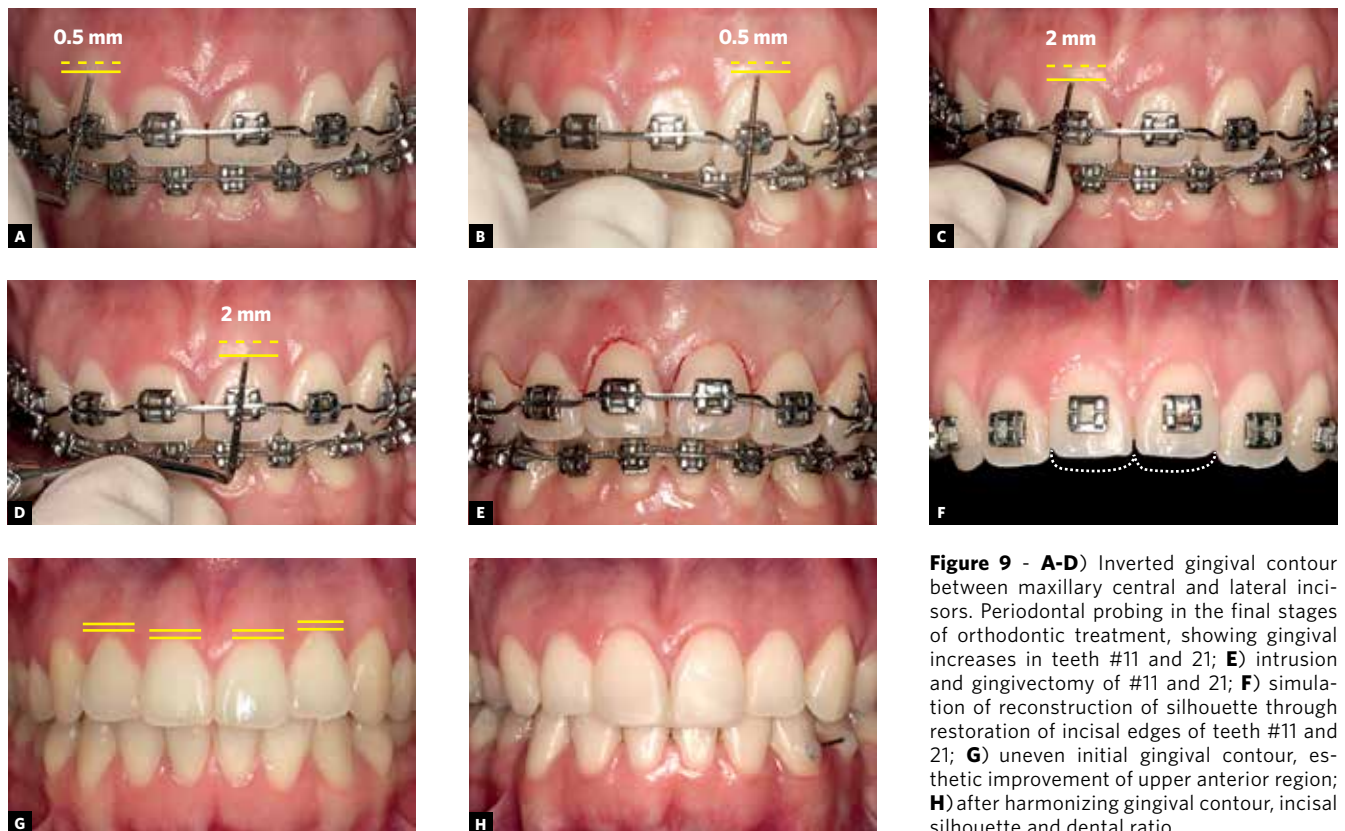 0.5 mm
0.5 mm
2 mm
A
B
C
2 mm
D
E
F
G
H
Figure 9 - A-D) Inverted gingival contour
between maxillary central and lateral inci-
sors. Periodontal probing in the final stages
of orthodontic treatment, showing gingival
increases in teeth #11 and 21; E) intrusion
and gingivectomy of #11 and 21; F) simula-
tion of reconstruction of silhouette through
restoration of incisal edges of teeth #11 and
21; G) uneven initial gingival contour, es-
thetic improvement of upper anterior region;
H) after harmonizing gingival contour, incisal
silhouette and dental ratio.